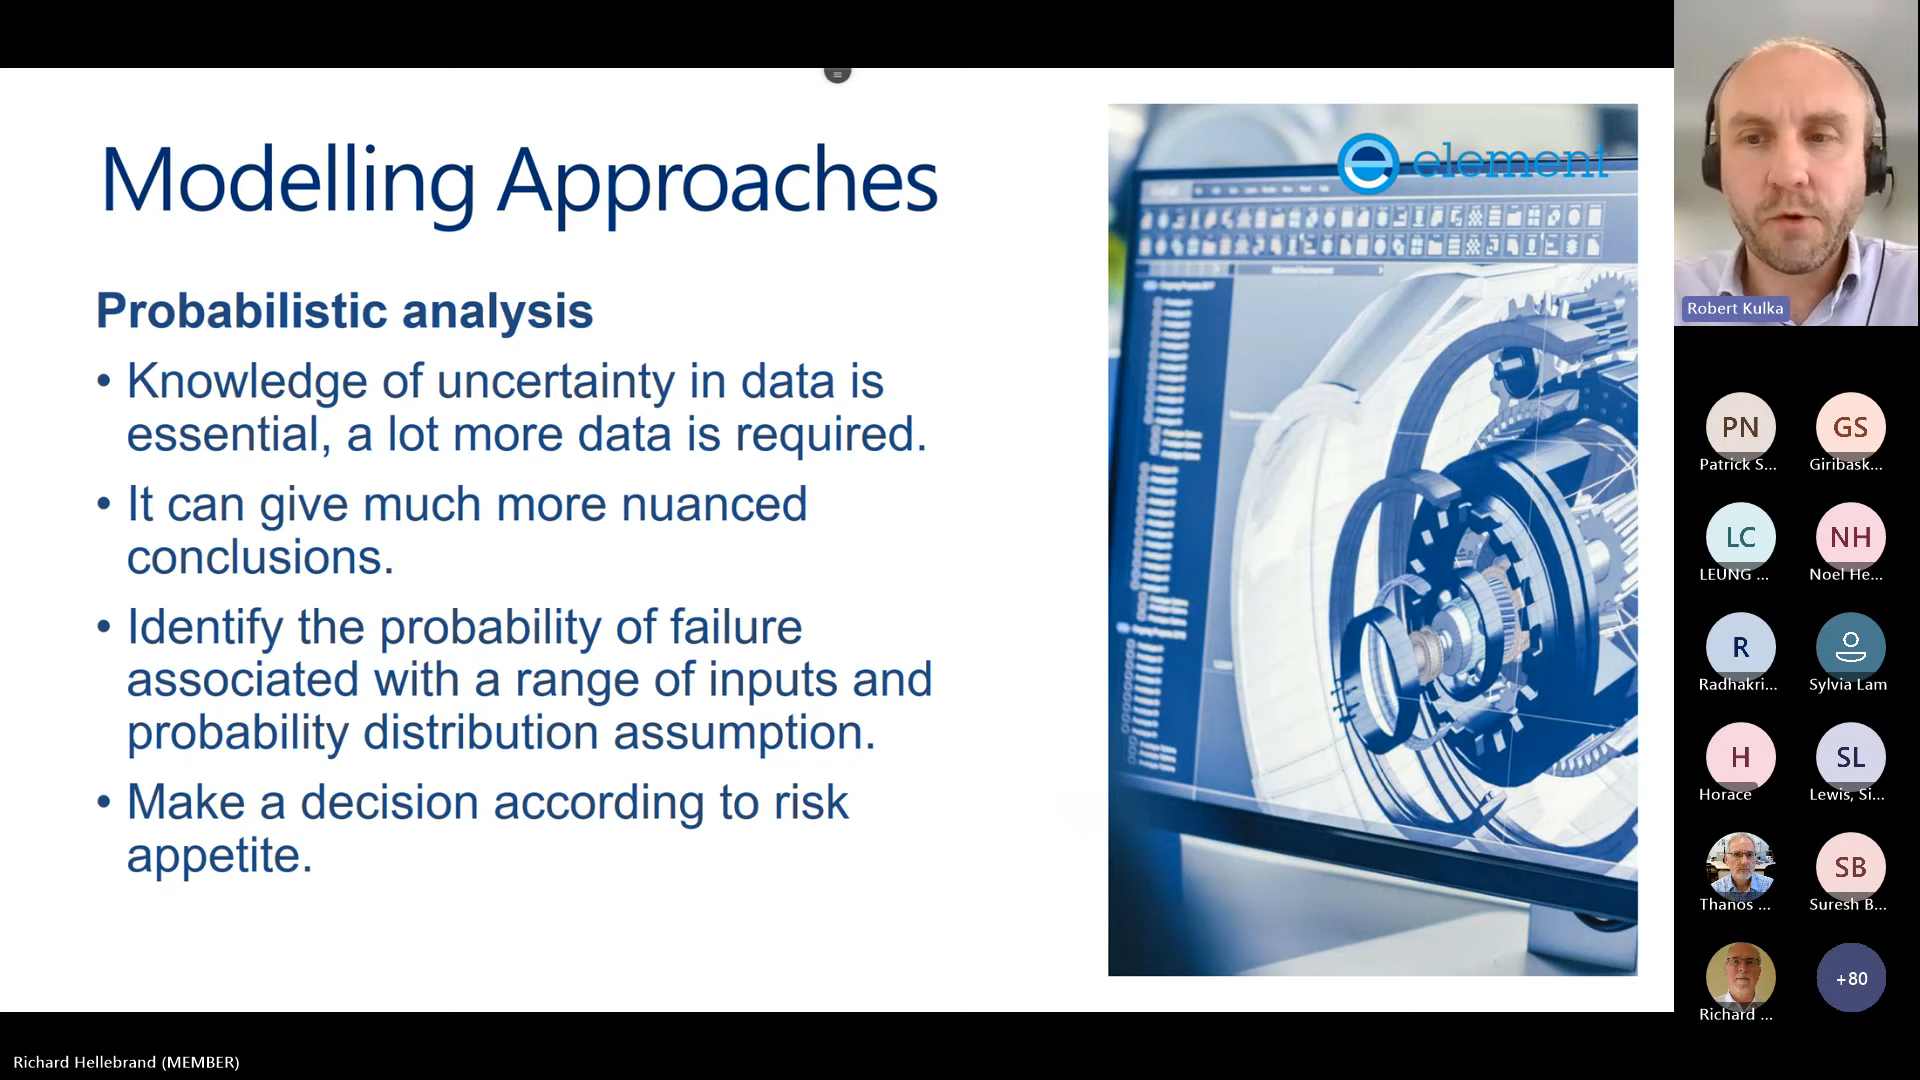 Modelling Approaches
element
Probabilistic analysis
• Knowledge of uncertainty in data is
essential, a lot more data is required.
• It can give much more nuanced
conclusions.
• Identify the probability of failure
associated with a range of inputs and
probability distribution assumption.
• Make a decision according to risk
appetite.
Robert Kulka
PN
Patrick S...
GS
Giribask...
LC
LEUNG ...
NH
Noel He...
R
Radhakri...
Sylvia Lam
H
Horace
SL
Lewis, Si...
Thanos ...
SB
Suresh B...
Richard ...
+80
Richard Hellebrand (MEMBER)